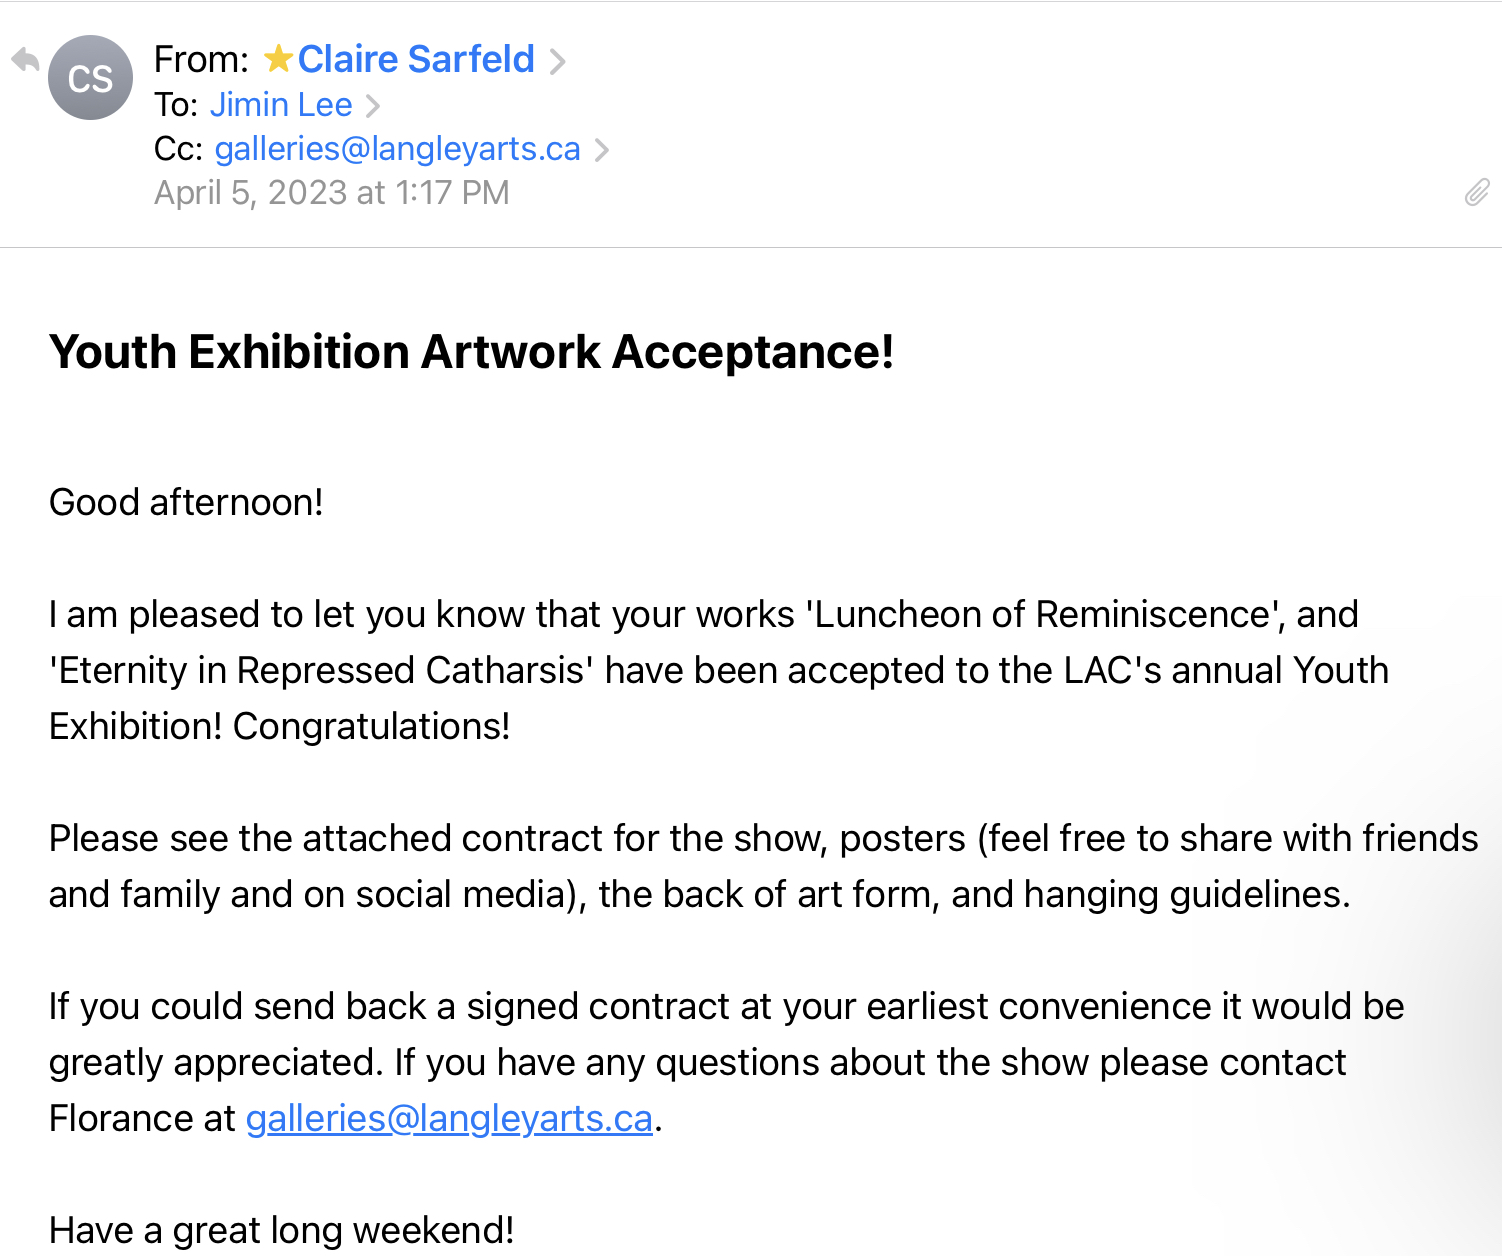 CS
From: ⭐Claire Sarfeld >
To: Jimin Lee >
Cc: galleries@langleyarts.ca >
April 5, 2023 at 1:17 PM
Youth Exhibition Artwork Acceptance!
Good afternoon!
I am pleased to let you know that your works 'Luncheon of Reminiscence', and
'Eternity in Repressed Catharsis' have been accepted to the LAC's annual Youth
Exhibition! Congratulations!
Please see the attached contract for the show, posters (feel free to share with friends
and family and on social media), the back of art form, and hanging guidelines.
If you could send back a signed contract at your earliest convenience it would be
greatly appreciated. If you have any questions about the show please contact
Florance at galleries@langleyarts.ca.
Have a great long weekend!